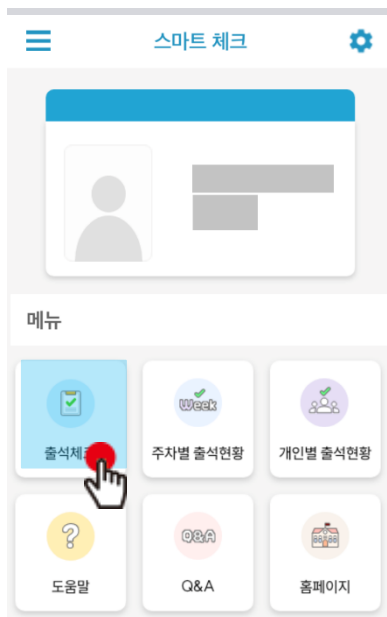 스마트 체크
메뉴
Week
출석체
주차별 출석현황
개인별 출석현황
?
Q&A
도움말
Q&A
홈페이지